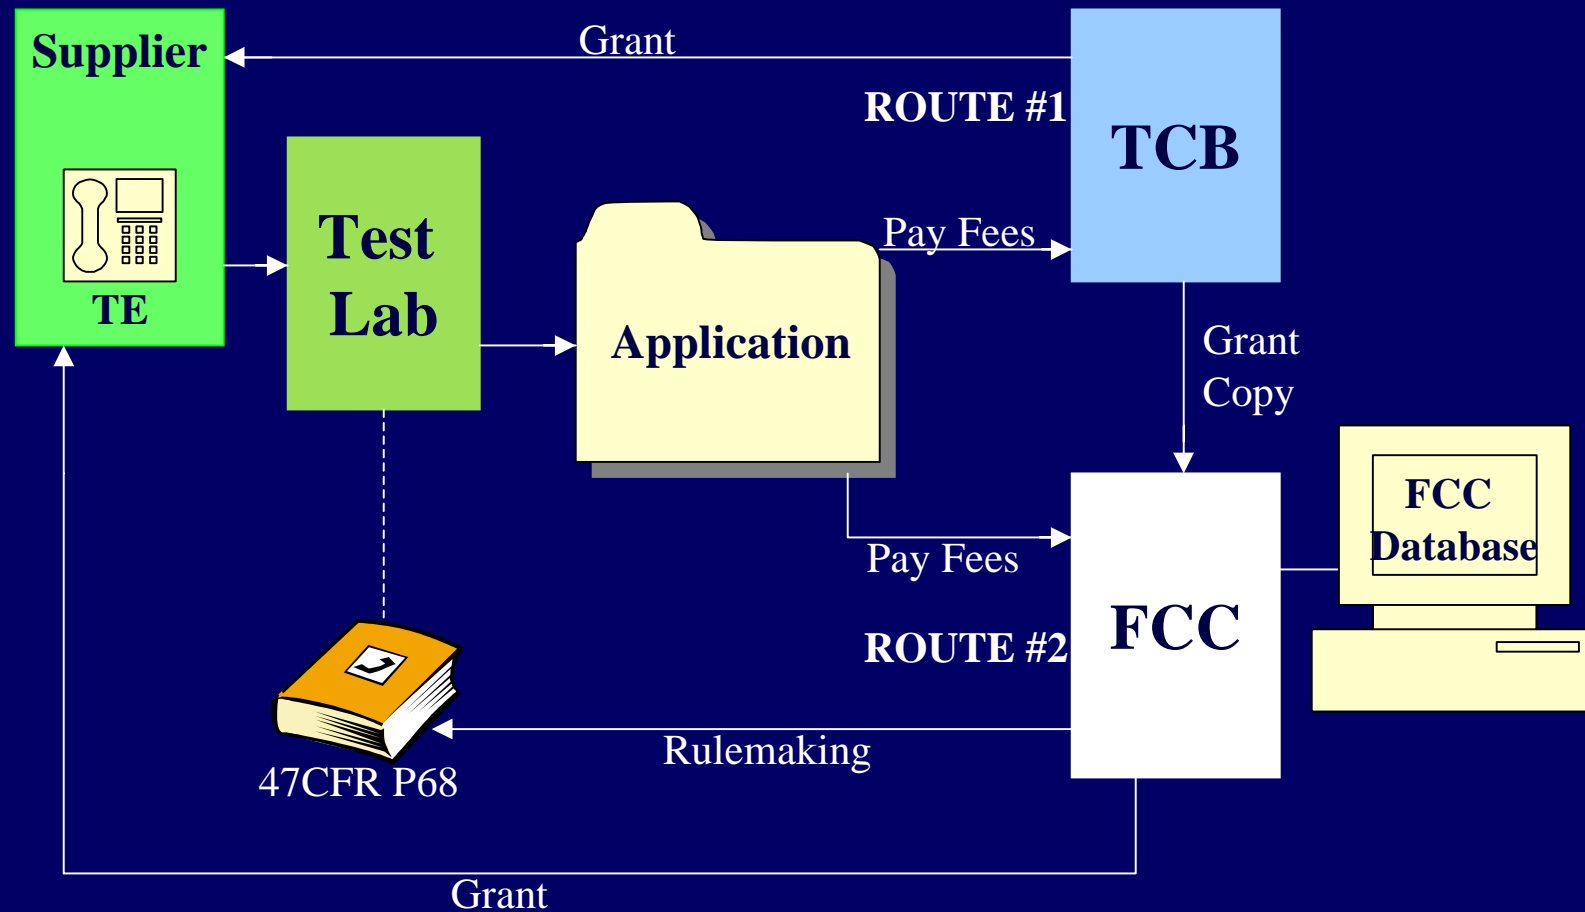 Supplier
Grant
ROUTE #1
TCB
Test
Lab
Pay Fees
TE
Application
Grant
Copy
FCC
Database
Pay Fees
FCC
ROUTE #2
Rulemaking
47CFR P68
Grant